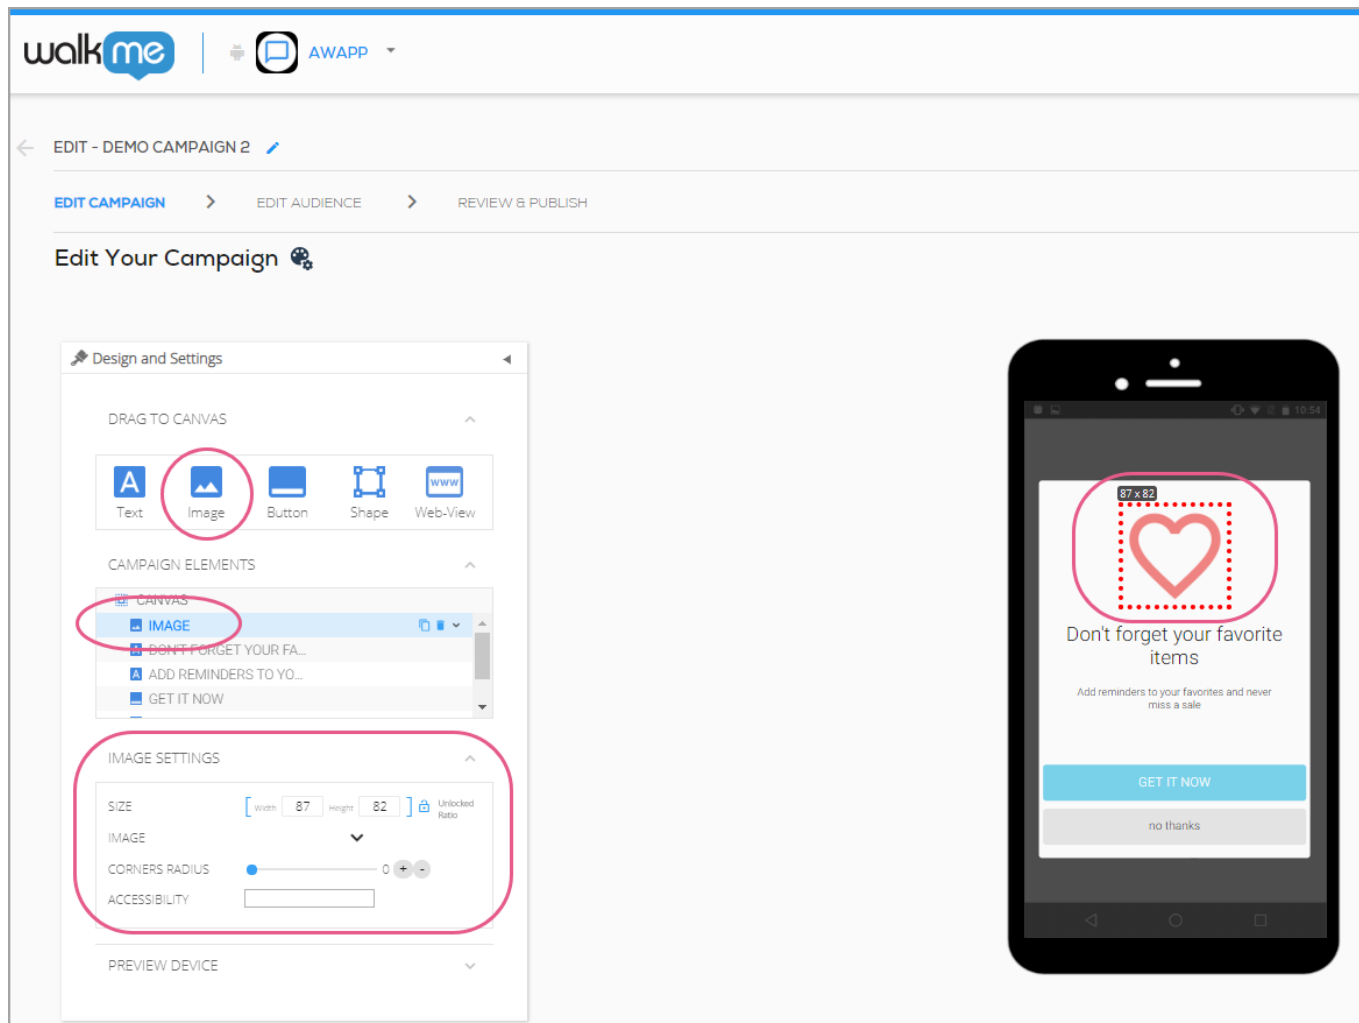 walkme
AWAPP
EDIT - DEMO CAMPAIGN 2
EDIT CAMPAIGN
EDIT AUDIENCE
REVIEW & PUBLISH
Edit Your Campaign
Design and Settings
DRAG TO CANVAS
A
www
Text
Image
Button
Shape
Web-View
CAMPAIGN ELEMENTS
CANVAS
IMAGE
A DON'T FORGET YOUR FA...
A ADD REMINDERS TO YO...
GET IT NOW
IMAGE SETTINGS
SIZE
Width 87 Height 82
Unlocked
Ratio
IMAGE
CORNERS RADIUS
0 + -
ACCESSIBILITY
PREVIEW DEVICE
10:54
87 x 82
Don't forget your favorite
items
Add reminders to your favorites and never
miss a sale
GET IT NOW
no thanks